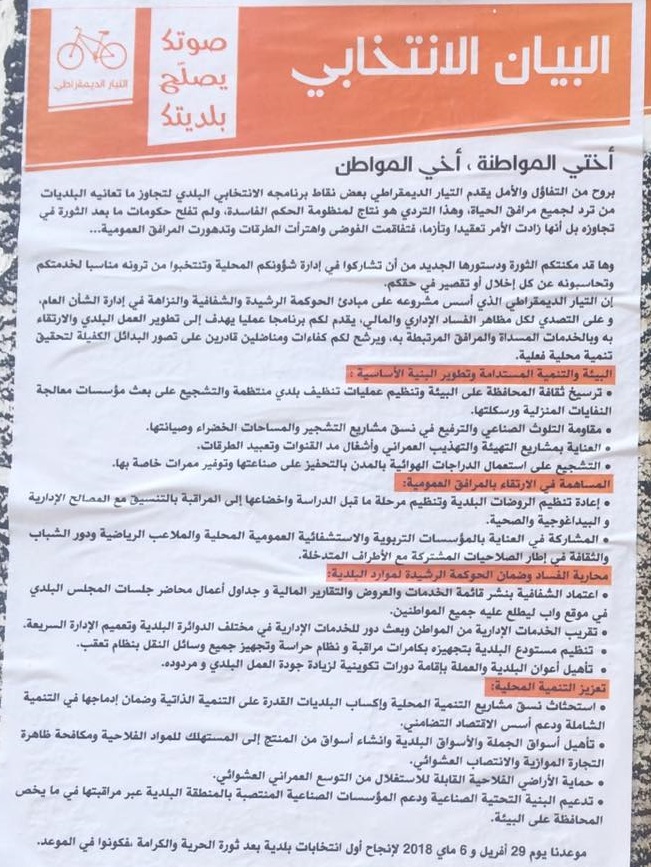 البيان الانتخابي
صوتك
يصلّح
بلديتك
التيار الديمقراطي
أختي المواطنة ، أخي المواطن
بروح من التفاؤل والأمل يقدم التيار الديمقراطي بعض نقاط برنامجه الانتخابي البلدي لتجاوز ما تعانيه البلديات
من ترد لجميع مرافق الحياة، وهذا التردي هو نتاج لمنظومة الحكم الفاسدة، ولم تفلح حكومات ما بعد الثورة في
تجاوزه بل أنها زادت الأمر تعقيدا وتأزما، فتفاقمت الفوضى واهترأت الطرقات وتدهورت المرافق العمومية...
وها قد مكنتكم الثورة ودستورها الجديد من أن تشاركوا في إدارة شؤونكم المحلية وتنتخبوا من ترونه مناسبا لخدمتكم
وتحاسبونه عن كل إخلال أو تقصير في حقكم.
إن التيار الديمقراطي الذي أسس مشروعه على مبادئ الحوكمة الرشيدة والشفافية والنزاهة في إدارة الشأن العام،
و على التصدي لكل مظاهر الفساد الإداري والمالي، يقدم لكم برنامجا عمليا يهدف إلى تطوير العمل البلدي والارتقاء
به وبالخدمات المسداة والمرافق المرتبطة به، ويرشح لكم كفاءات ومناضلين قادرين على تصور البدائل الكفيلة لتحقيق
تنمية محلية فعلية.
البيئة والتنمية المستدامة وتطوير البنية الأساسية :
• ترسيخ ثقافة المحافظة على البيئة وتنظيم عمليات تنظيف بلدي منتظمة والتشجيع على بعث مؤسسات معالجة
النفايات المنزلية ورسكلتها.
• مقاومة التلوث الصناعي والترفيع في نسق مشاريع التشجير والمساحات الخضراء وصيانتها.
• العناية بمشاريع التهيئة والتهذيب العمراني وأشغال مد القنوات وتعبيد الطرقات.
• التشجيع على استعمال الدراجات الهوائية بالمدن بالتحفيز على صناعتها وتوفير ممرات خاصة بها.
المساهمة في الارتقاء بالمرافق العمومية:
• إعادة تنظيم الروضات البلدية وتنظيم مرحلة ما قبل الدراسة واخضاعها إلى المراقبة بالتنسيق مع المصالح الإدارية
و البيداغوجية والصحية.
• المشاركة في العناية بالمؤسسات التربوية والاستشفائية العمومية المحلية والملاعب الرياضية ودور الشباب
والثقافة في إطار الصلاحيات المشتركة مع الأطراف المتدخلة.
محاربة الفساد وضمان الحوكمة الرشيدة لموارد البلدية:
• اعتماد الشفافية بنشر قائمة الخدمات والعروض والتقارير المالية و جداول أعمال محاضر جلسات المجلس البلدي
في موقع واب ليطلع عليه جميع المواطنين.
• تقريب الخدمات الإدارية من المواطن وبعث دور للخدمات الإدارية في مختلف الدوائر البلدية وتعميم الإدارة السريعة.
• تنظيم مستودع البلدية بتجهيزه بكامرات مراقبة و نظام حراسة وتجهيز جميع وسائل النقل بنظام تعقب.
• تأهيل أعوان البلدية والعملة بإقامة دورات تكوينية لزيادة جودة العمل البلدي و مردوده.
تعزيز التنمية المحلية:
• استحثاث نسق مشاريع التنمية المحلية وإكساب البلديات القدرة على التنمية الذاتية وضمان إدماجها في التنمية
الشاملة ودعم أسس الاقتصاد التضامني.
• تأهيل أسواق الجملة والأسواق البلدية وانشاء أسواق من المنتج إلى المستهلك للمواد الفلاحية ومكافحة ظاهرة
التجارة الموازية والانتصاب العشوائي.
• حماية الأراضي الفلاحية القابلة للاستغلال من التوسع العمراني العشوائي.
• تدعيم البنية التحتية الصناعية ودعم المؤسسات الصناعية المنتصبة بالمنطقة البلدية عبر مراقبتها في ما يخص
المحافظة على البيئة.
موعدنا يوم 29 أفريل و 6 ماي 2018 لإنجاح أول انتخابات بلدية بعد ثورة الحرية والكرامة ،فكونوا في الموعد.